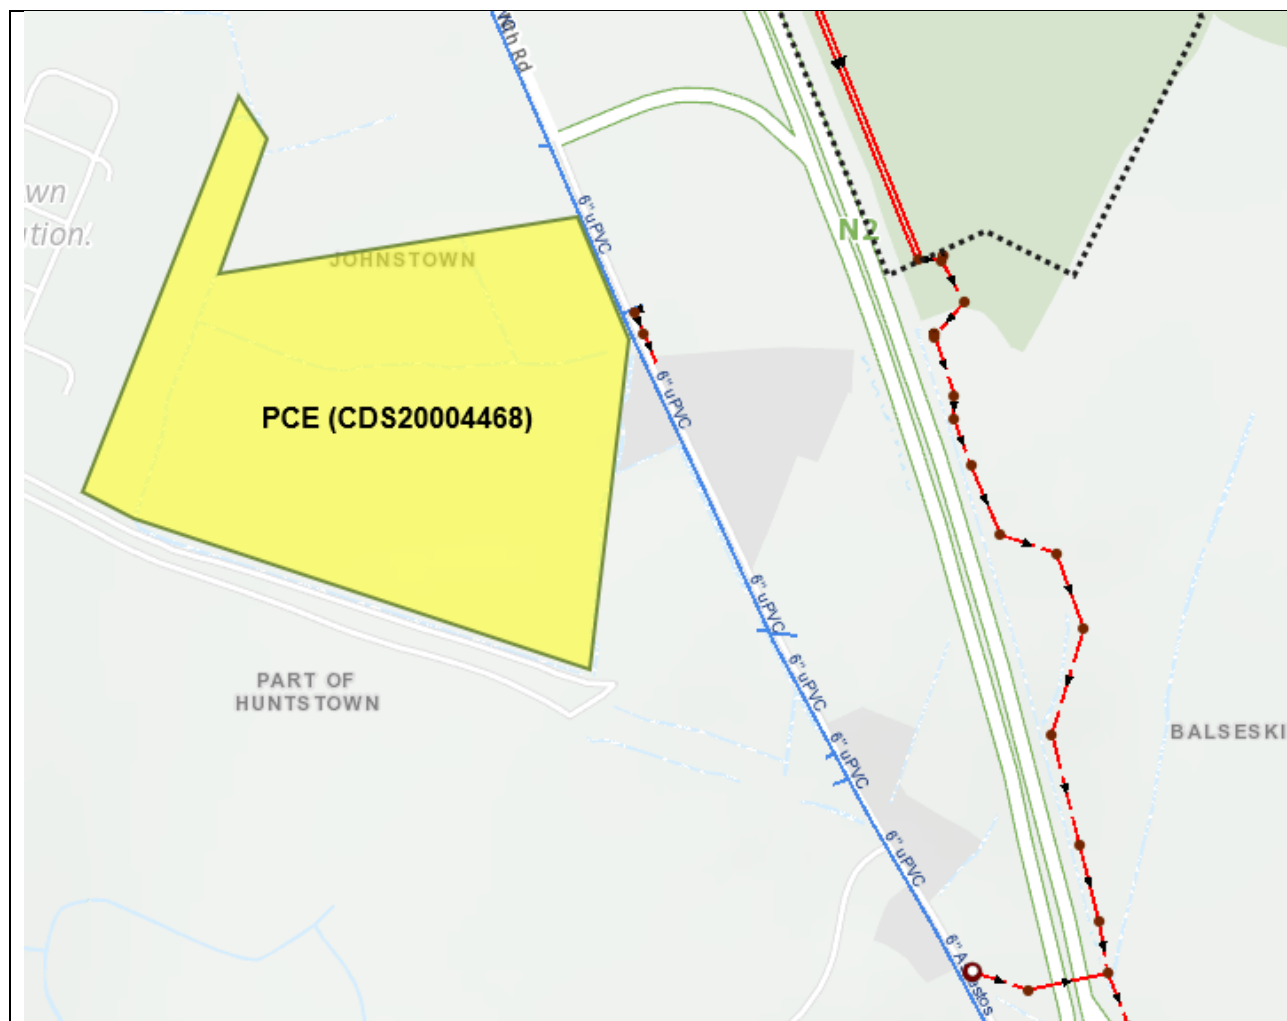 6" uPVC
wn
ution.
N2
JOHNSTOWN
6" uPVC
PCE (CDS20004468)
6" uPVC
6" uPVC
PART OF
HUNTSTOWN
BALSESKI
6" uPVC
6" uPVC